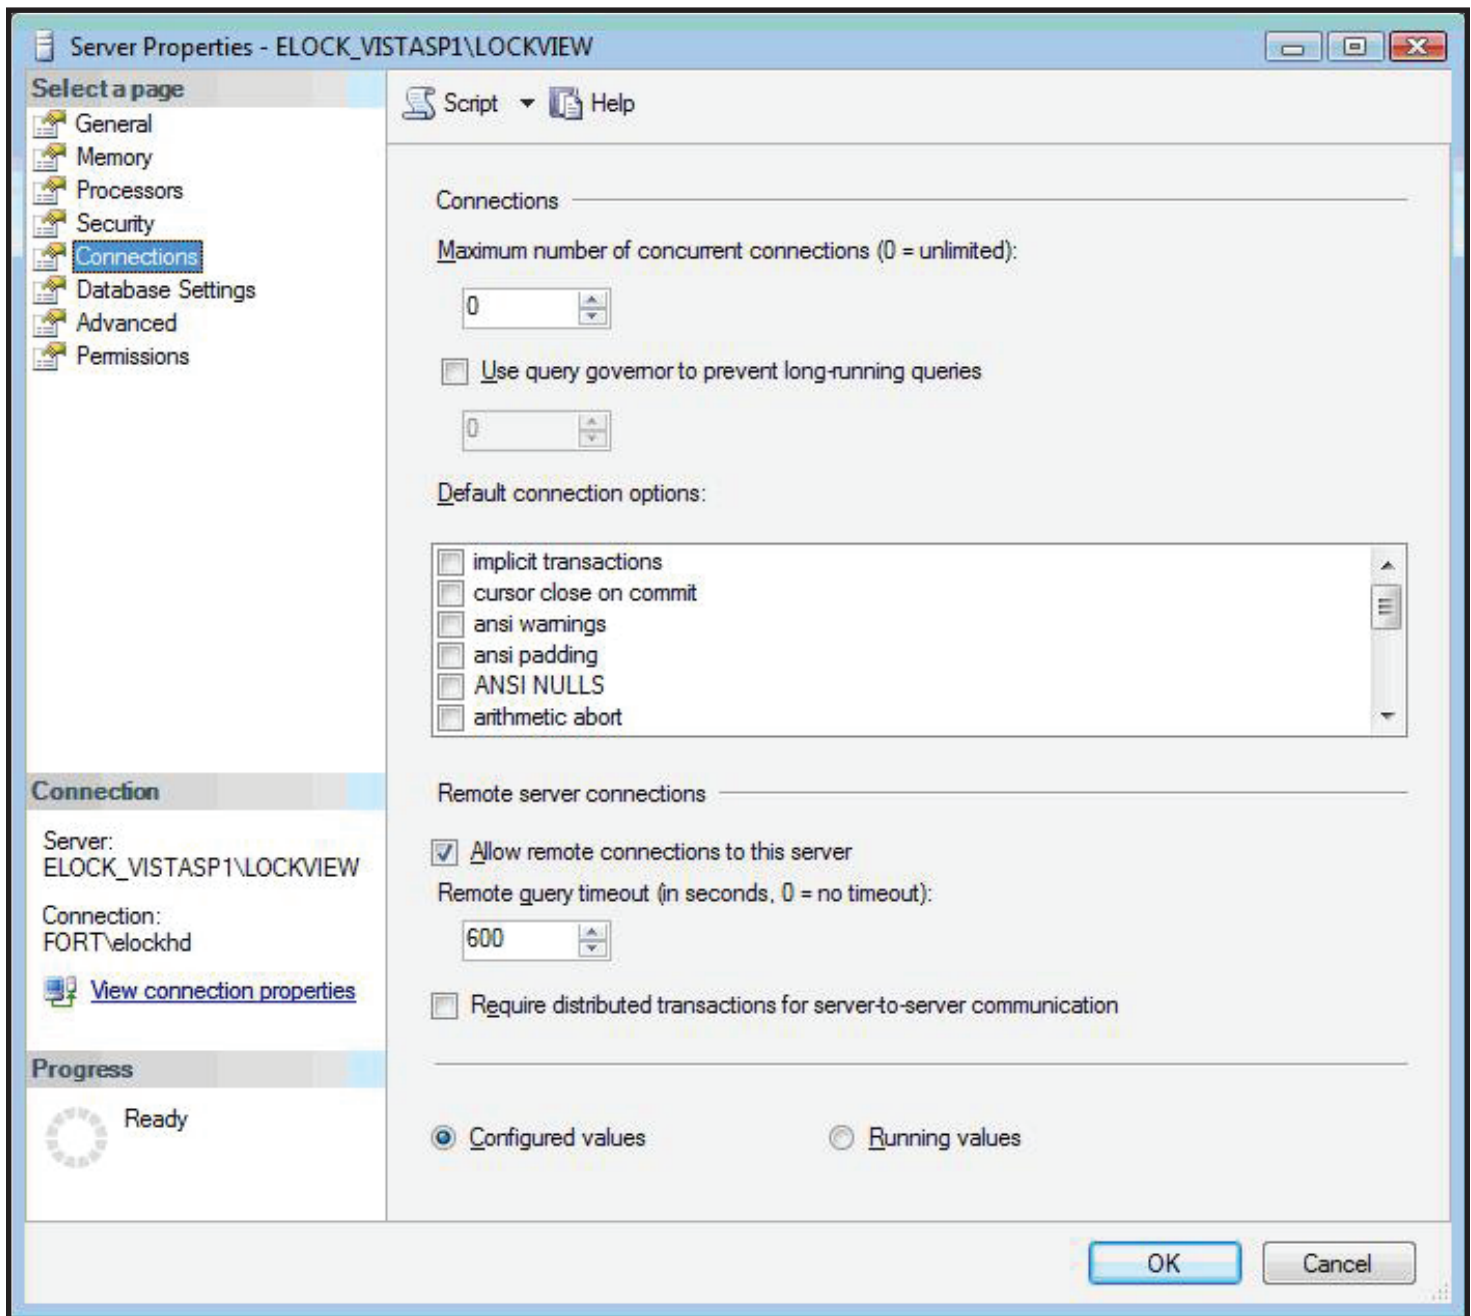 Server Properties - ELOCK_VISTASP1\LOCKVIEW
Select a page
General
Memory
Processors
Security
Connections
Database Settings
Advanced
Permissions
Script
Help
Connections
Maximum number of concurrent connections (0 = unlimited):
0
Use query governor to prevent long-running queries
0
Default connection options:
implicit transactions
cursor close on commit
ansi warnings
ansi padding
ANSI NULLS
arithmetic abort
Remote server connections
Allow remote connections to this server
Remote query timeout (in seconds, 0 = no timeout):
600
Require distributed transactions for server-to-server communication
Configured values
Running values
Connection
Server:
ELOCK_VISTASP1\LOCKVIEW
Connection:
FORT\elockhd
View connection properties
Progress
Ready
OK
Cancel